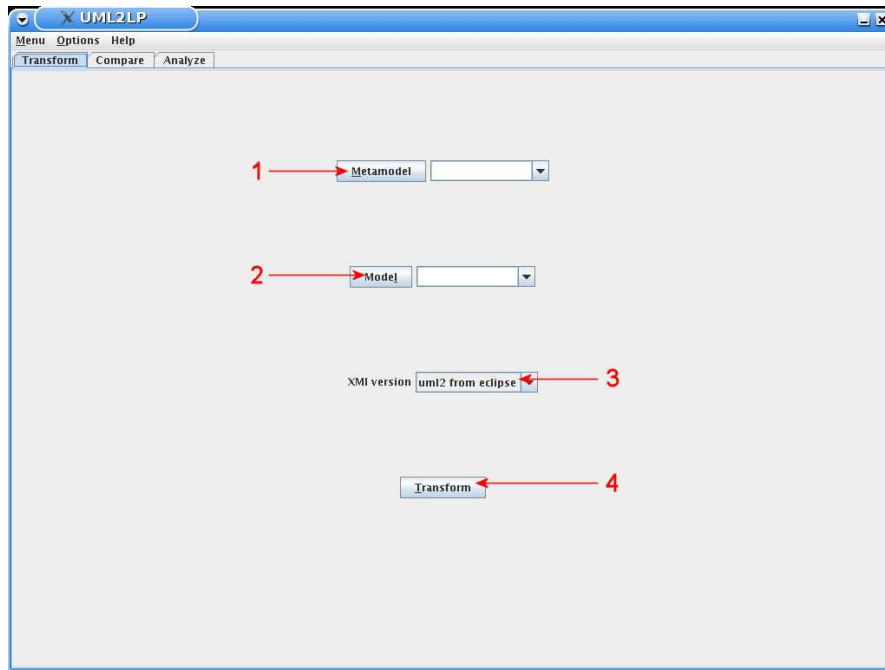 UML2LP
Menu Options Help
Transform Compare Analyze
1 Metamodel
2 Model
XMI version uml2 from eclipse 3
Transform 4